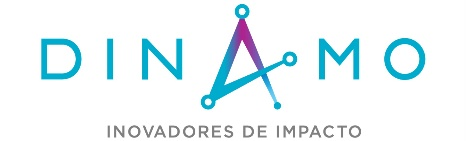 DINAMO
INOVADORES DE IMPACTO